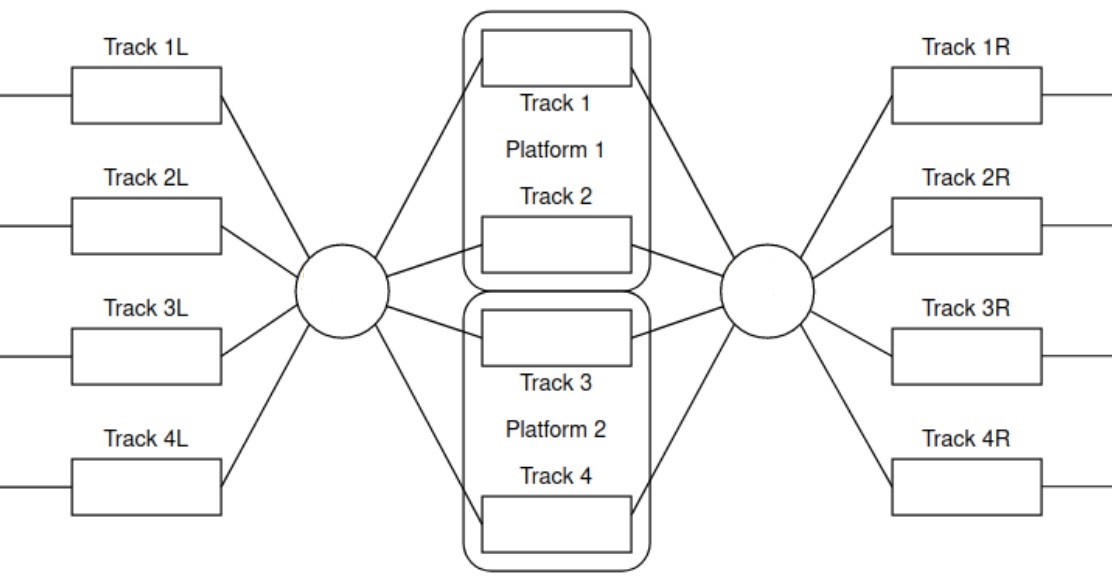 Track 1L
Track 2L
Track 3L
Track 4L
Track 1
Platform 1
Track 2
Track 3
Platform 2
Track 4
Track 1R
Track 2R
Track 3R
Track 4R